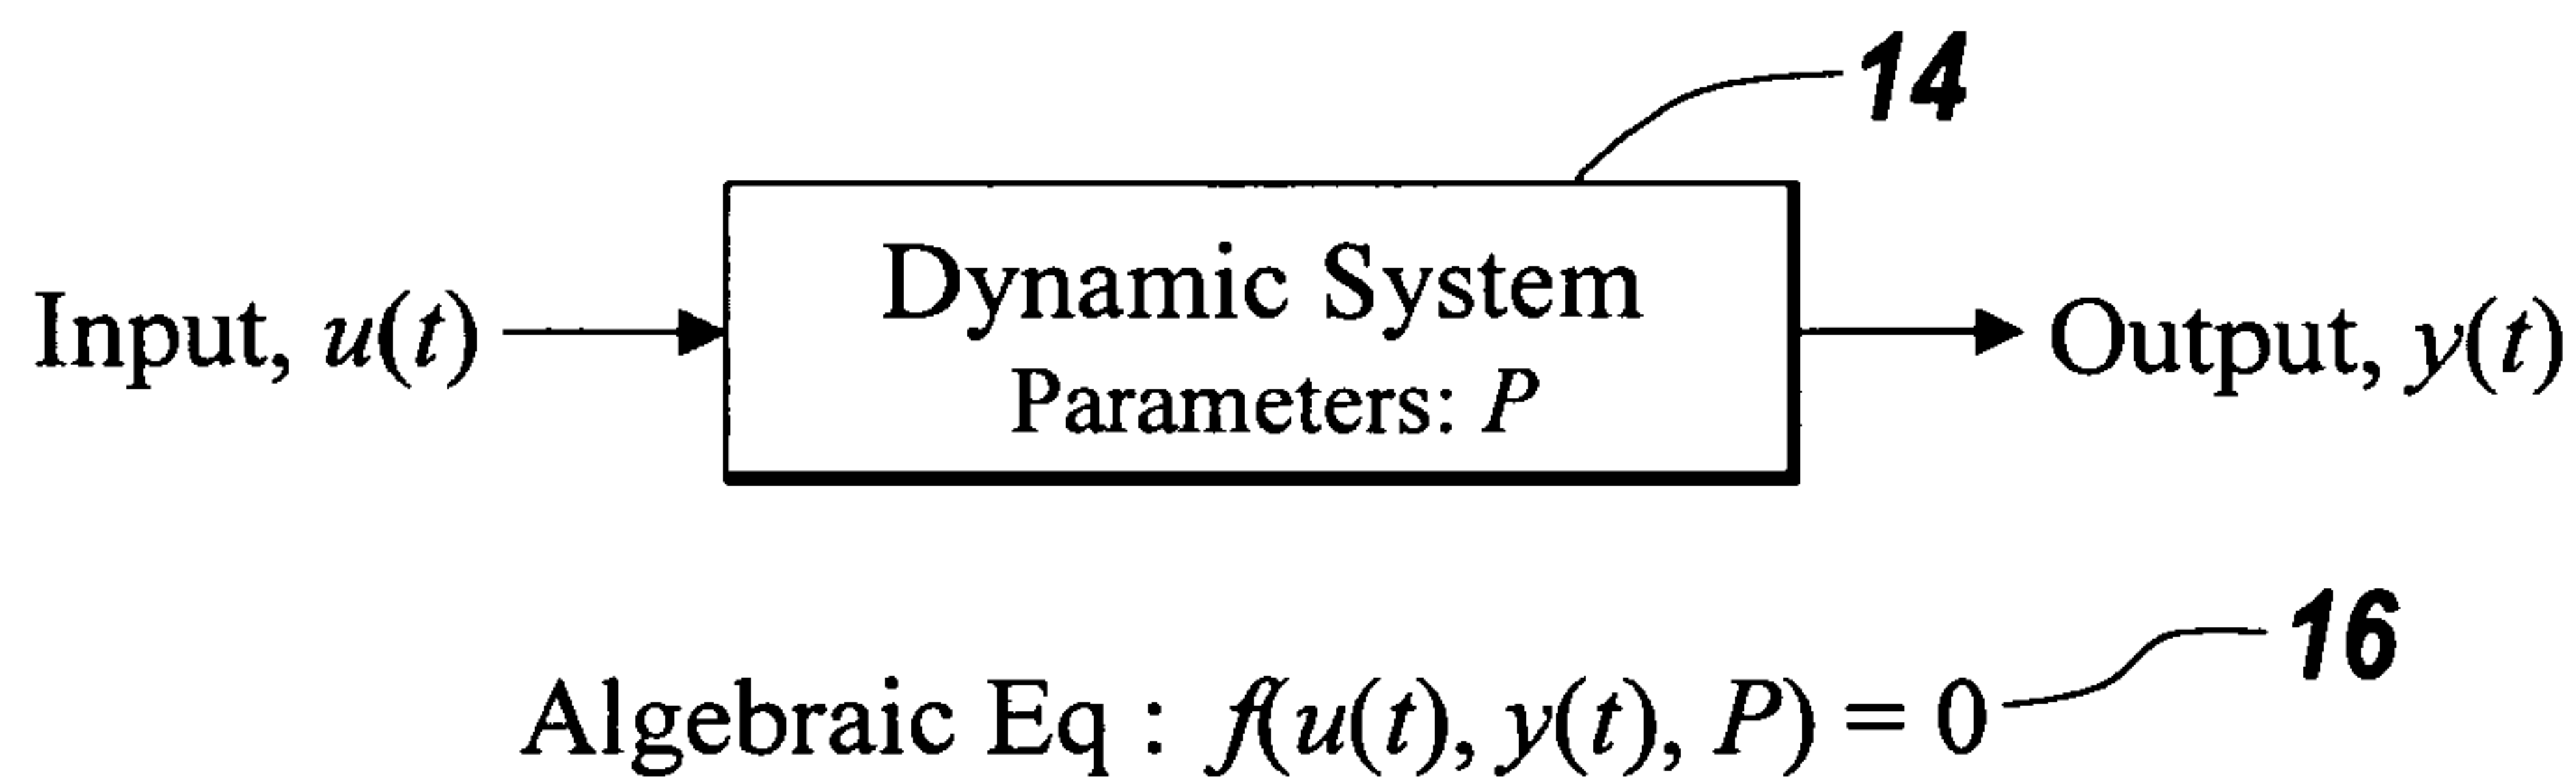 14
Dynamic System
Input, u(t)
Output, y(t)
Parameters: P
16
Algebraic Eq : f(u(t), y(t), P) = 0